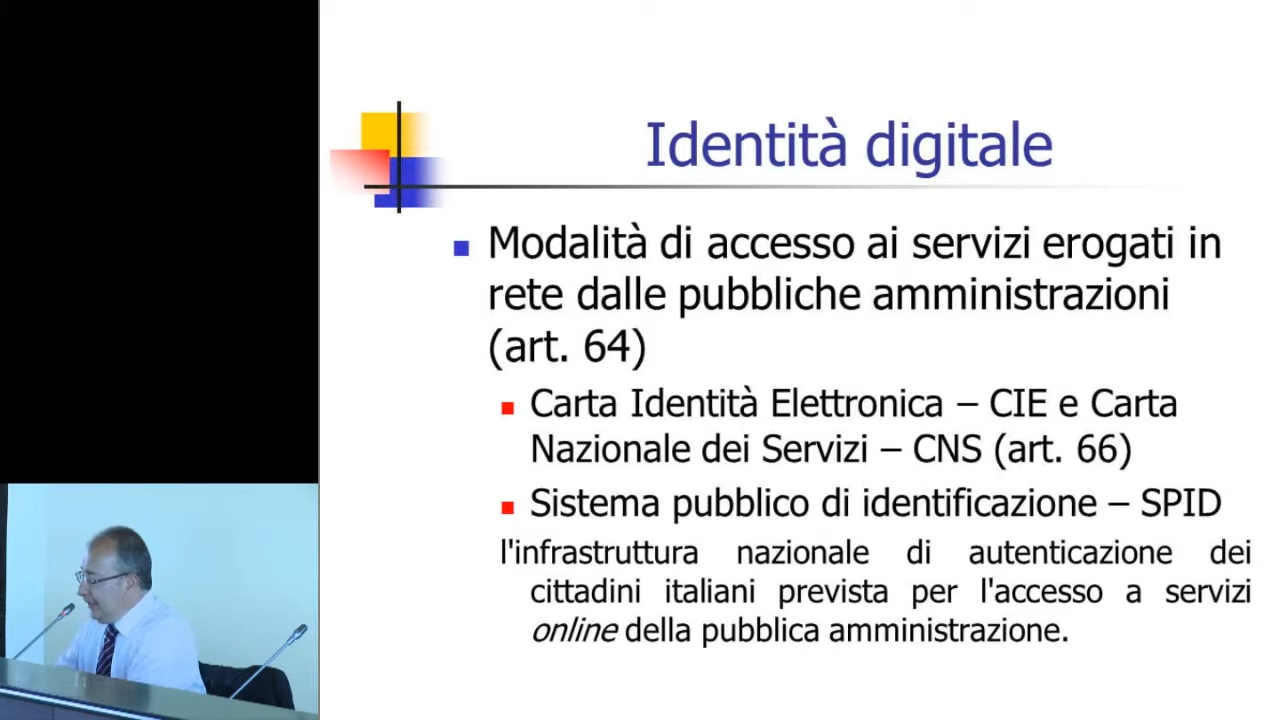 Identità digitale
Modalità di accesso ai servizi erogati in
rete dalle pubbliche amministrazioni
(art. 64)
Carta Identità Elettronica – CIE e Carta
Nazionale dei Servizi – CNS (art. 66)
Sistema pubblico di identificazione – SPID
l'infrastruttura nazionale di autenticazione dei
cittadini italiani prevista per l'accesso a servizi
online della pubblica amministrazione.